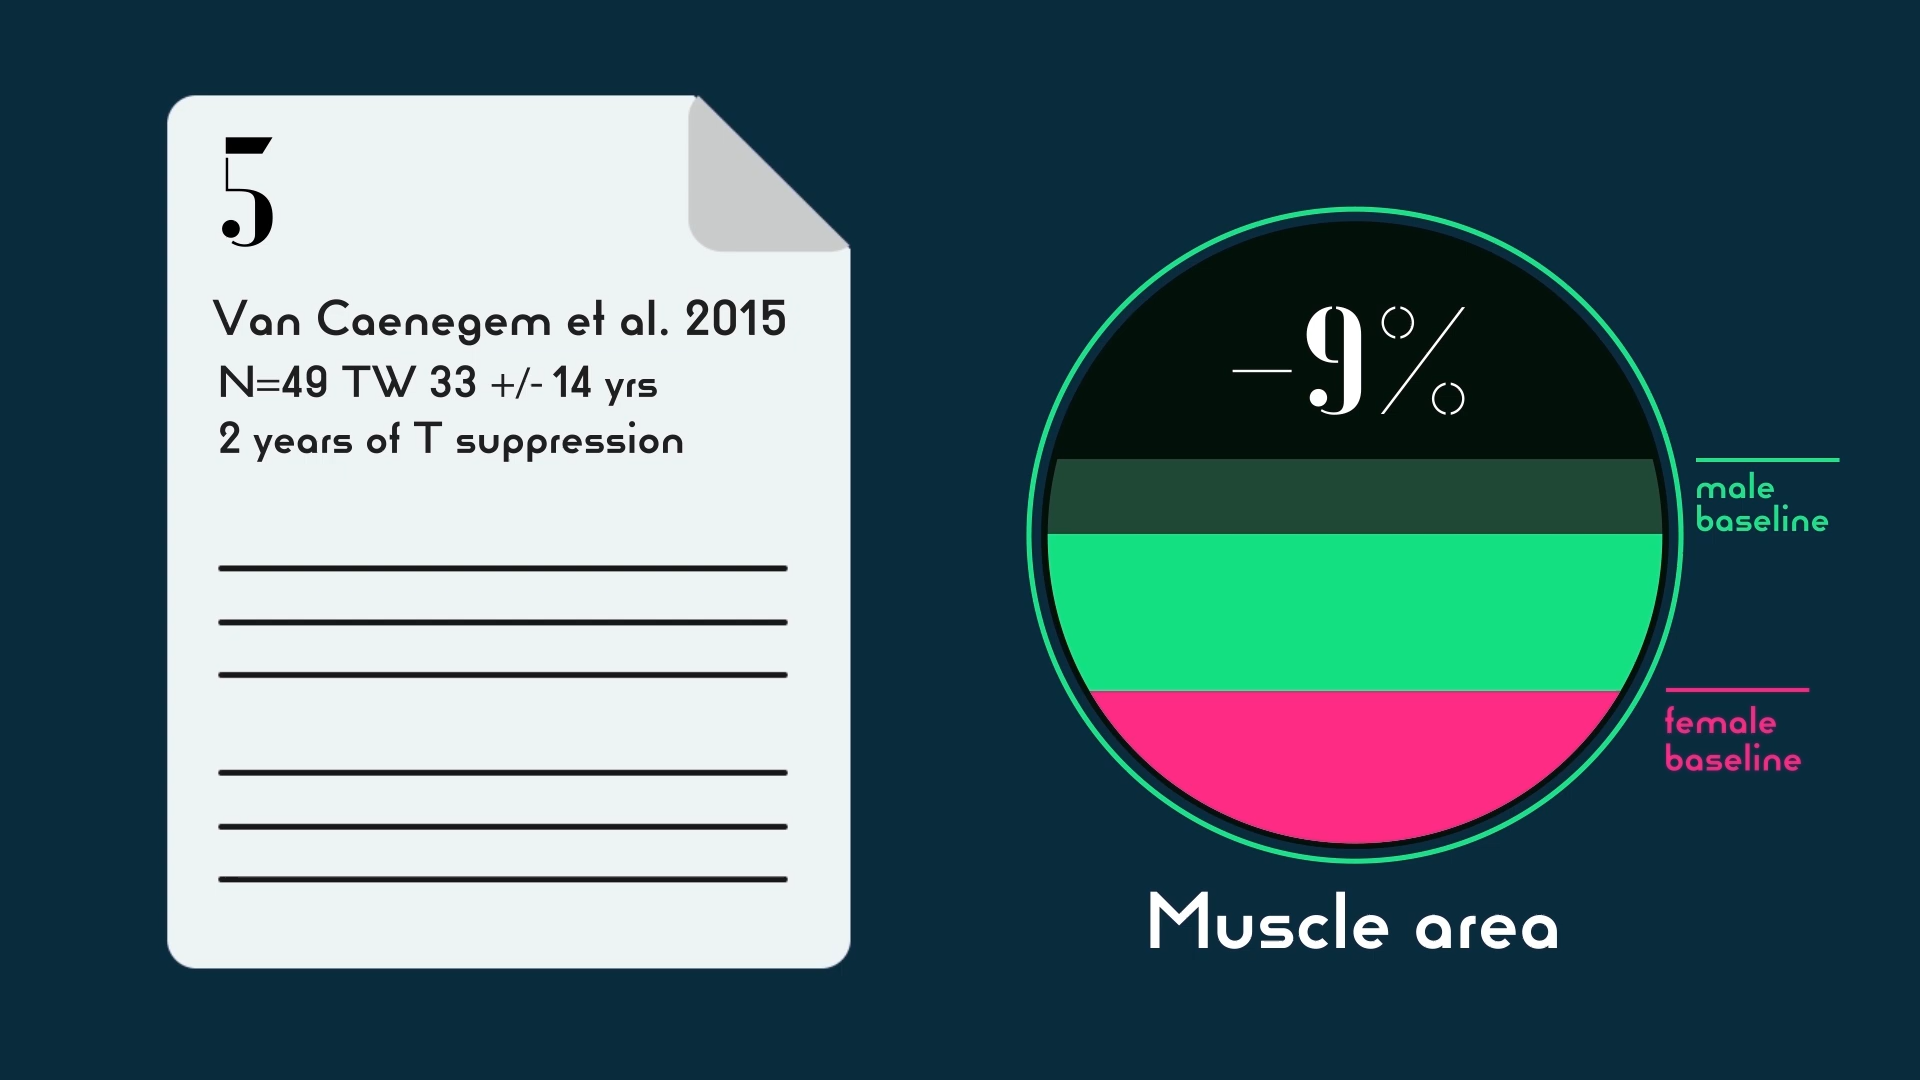 5
Van Caenegem et al. 2015
N=49 TW 33 +/- 14 yrs
2 years of T suppression
–9%
male
baseline
female
baseline
Muscle area